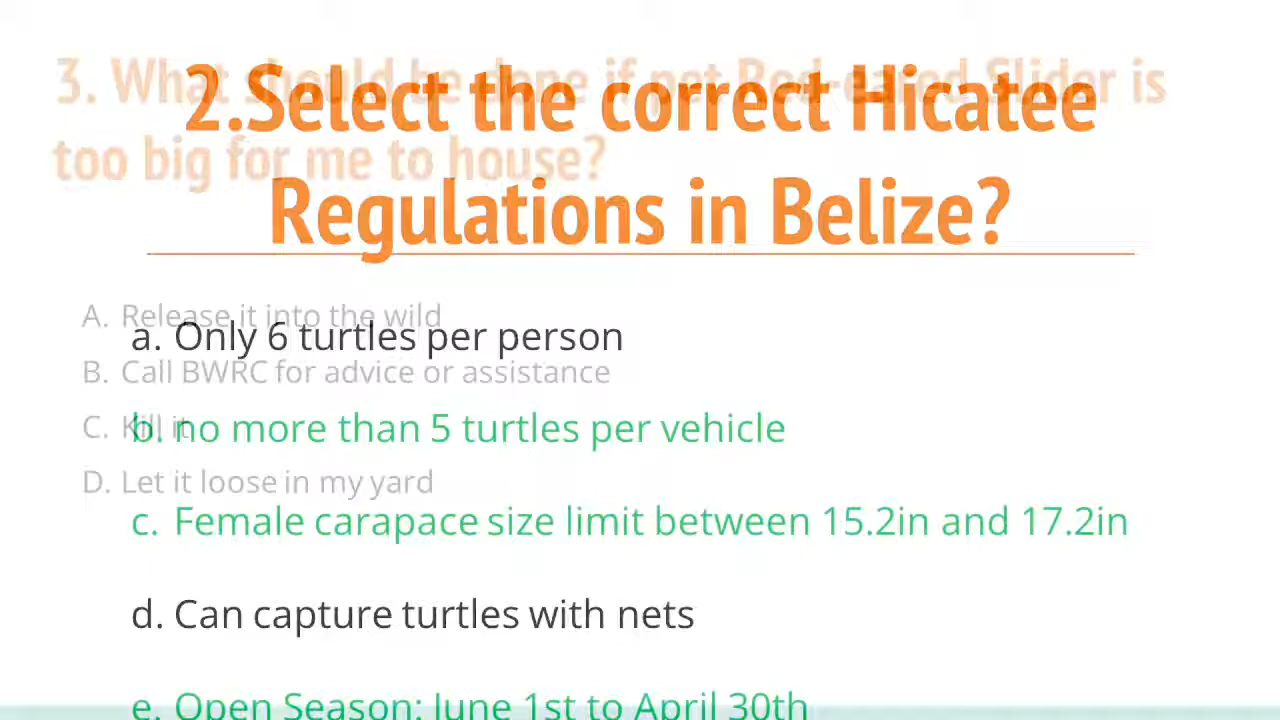 2.Select the correct Hicatee
Regulations in Belize?
a. Only 6 turtles per person
b. no more than 5 turtles per vehicle
c. Female carapace size limit between 15.2in and 17.2in
d. Can capture turtles with nets
e. Open Season: June 1st to April 30th
3. What should be done if pet Red-eared Slider is
too big for me to house?
A. Release it into the wild
B. Call BWRC for advice or assistance
C. Kill it
D. Let it loose in my yard